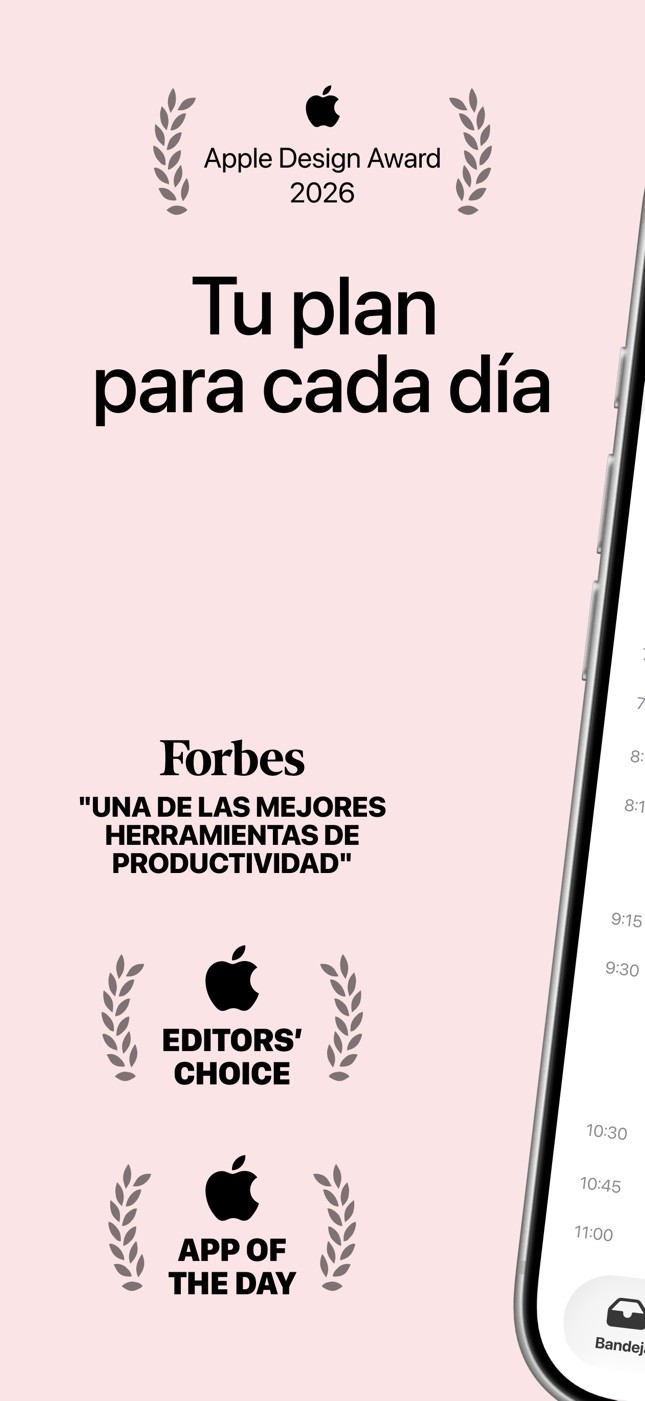 Apple Design Award
2026
Tu plan
para cada día
Forbes
"UNA DE LAS MEJORES
HERRAMIENTAS DE
PRODUCTIVIDAD"
EDITORS’
CHOICE
APP OF
THE DAY
9:15
9:30
10:30
10:45
11:00